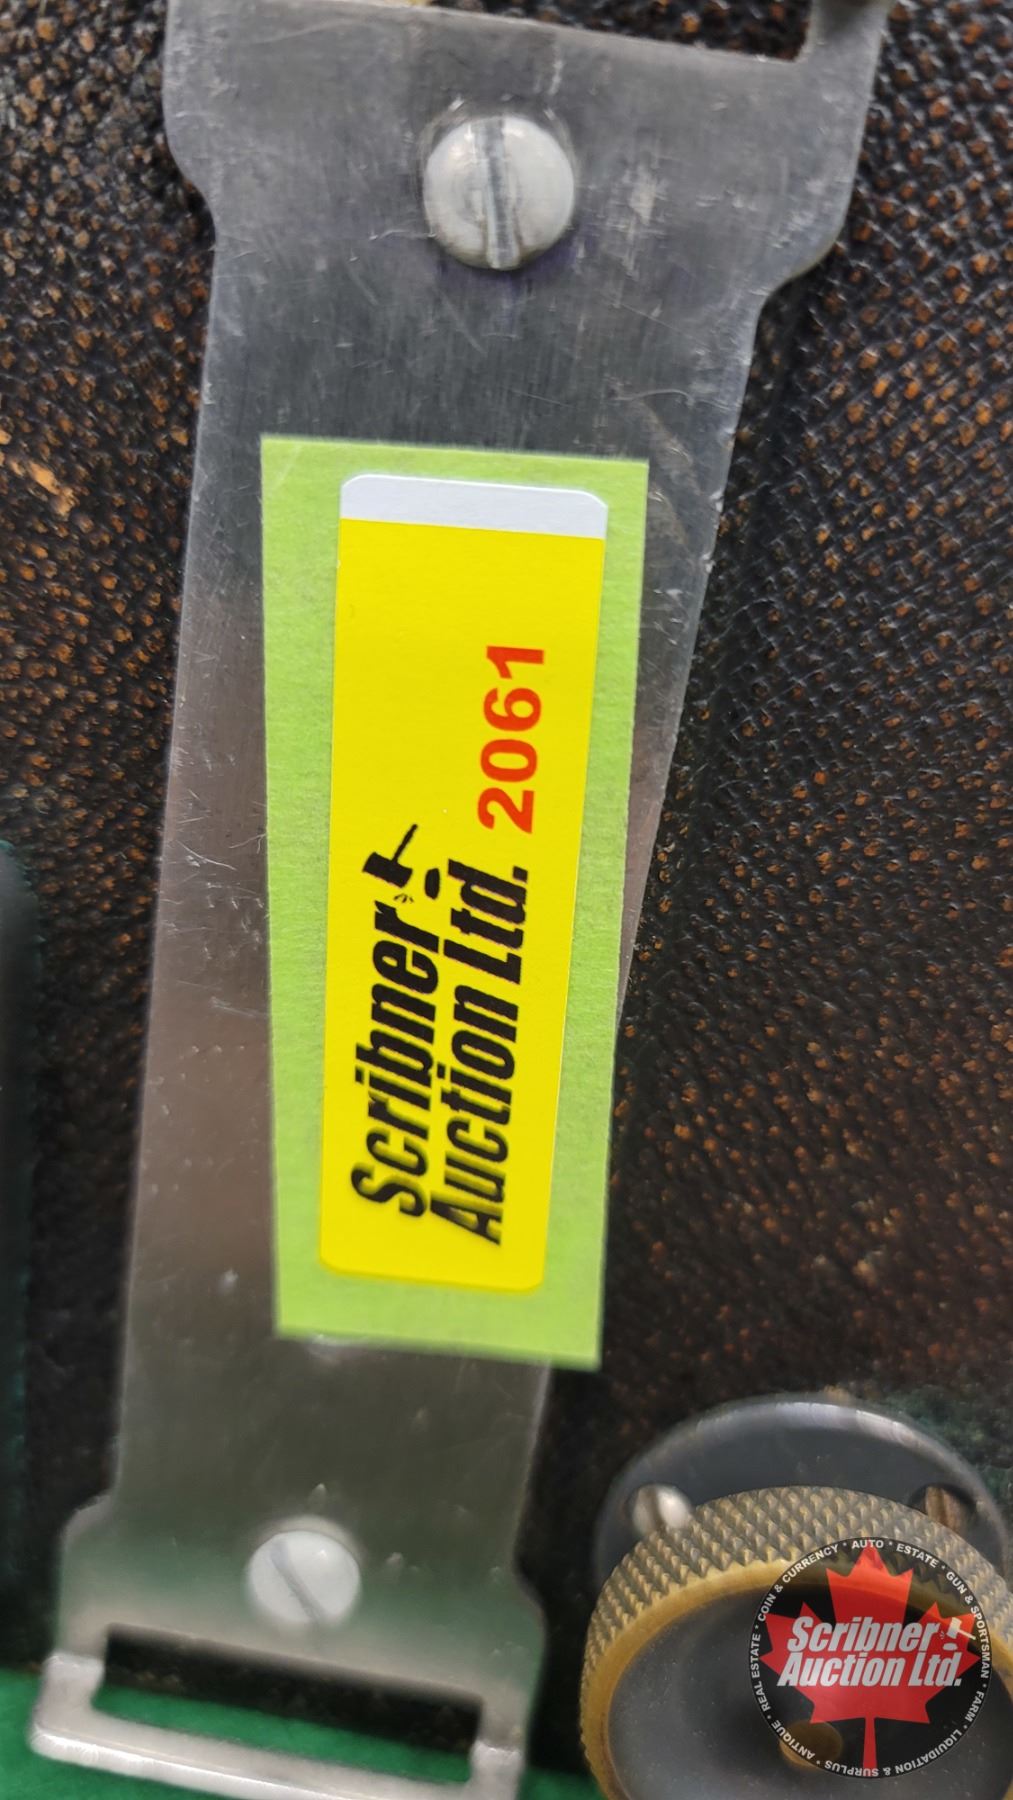 Scribner
Auction Ltd. 2061
Scribner
Auction Ltd.
AUTO * ESTATE * GUN & SPORTSMAN * FARM * LIQUIDATION & SURPLUS * ANTIQUE * REAL ESTATE * COIN & CURRENCY *